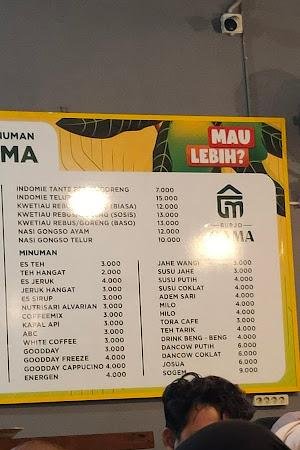 NUMAN
MA
MAU
LEBIH?
BURJO
MA
INDOMIE TANTE 7.000
INDOMIE TELUR 15.000
KWETIAU REBUS (BIASA) 12.000
KWETIAU REBUS/GORENG (SOSIS) 13.000
KWETIAU REBUS/GORENG (BASO) 13.000
NASI GONGSO AYAM 12.000
NASI GONGSO TELUR 10.000
MINUMAN
ES TEH 3.000
TEH HANGAT 2.000
ES JERUK 4.000
JERUK HANGAT 3.000
ES SIRUP 3.000
NUTRISARI ALVARIAN 3.000
COFFEEMIX 3.000
KAPAL API 3.000
ABC 3.000
WHITE COFFEE 3.000
GOODDAY 3.000
GOODDAY FREEZE 4.000
GOODDAY CAPPUCINO 4.000
ENERGEN 4.000
JAHE WANGI 3.000
SUSU JAHE 3.000
SUSU PUTIH 4.000
SUSU COKLAT 4.000
ADEM SARI 4.000
MILO 4.000
HILO 4.000
TORA CAFE 3.000
TEH TARIK 4.000
DRINK BENG - BENG 4.000
DANCOW PUTIH 6.000
DANCOW COKLAT 6.000
JOSUA 6.000
SOGEM 9.000